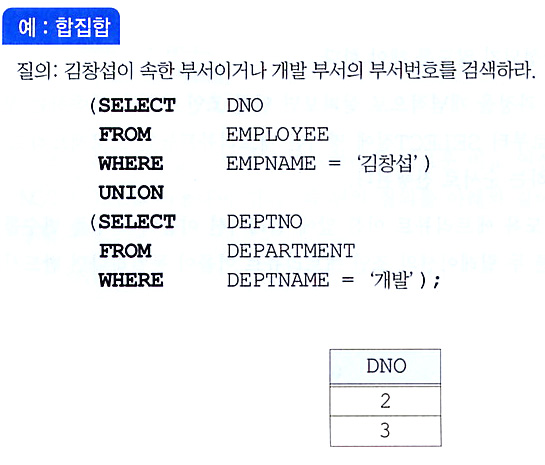 예 : 합집합
질의: 김창섭이 속한 부서이거나 개발 부서의 부서번호를 검색하라.
(SELECT DNO
FROM EMPLOYEE
WHERE EMPNAME = ‘김창섭’)
UNION
(SELECT DEPTNO
FROM DEPARTMENT
WHERE DEPTNAME = ‘개발’);
DNO
2
3